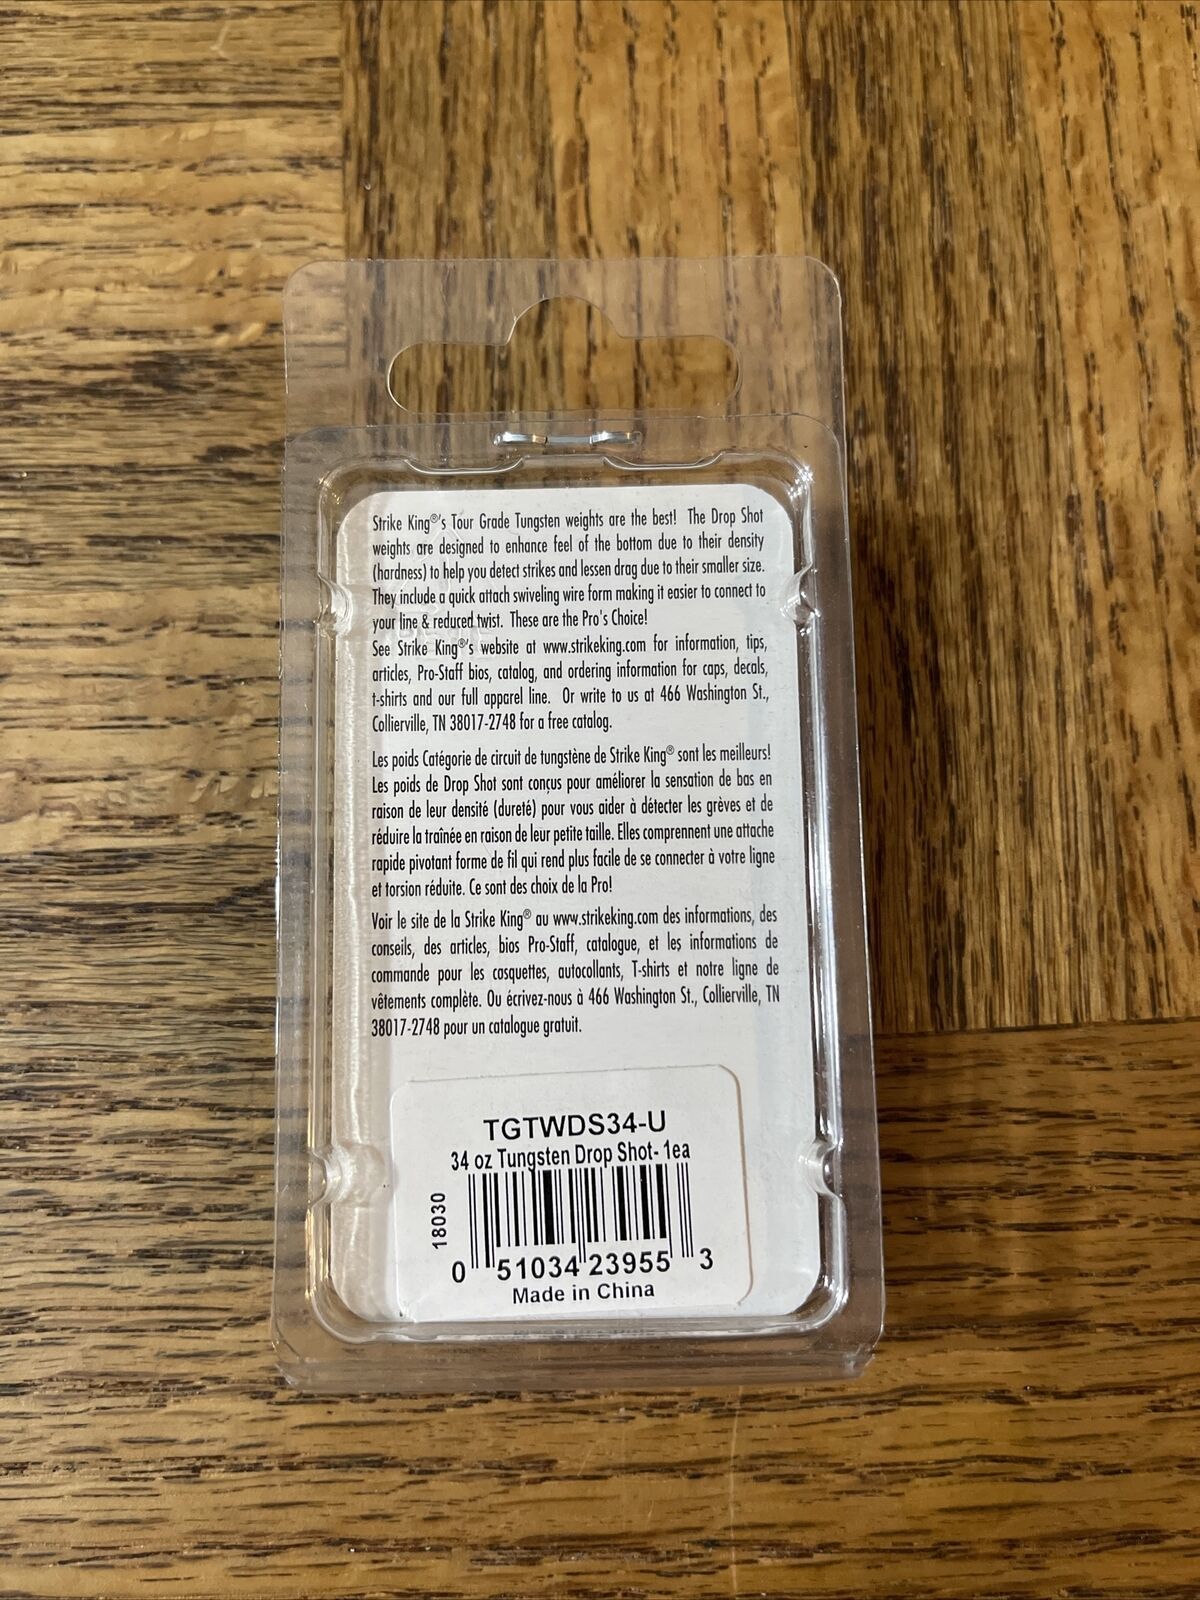 Strike King®'s Tour Grade Tungsten weights are the best! The Drop Shot
weights are designed to enhance feel of the bottom due to their density
(hardness) to help you detect strikes and lessen drag due to their smaller size.
They include a quick attach swiveling wire form making it easier to connect to
your line & reduced twist. These are the Pro's Choice!
See Strike King®'s website at www.strikeking.com for information, tips,
articles, Pro-Staff bios, catalog, and ordering information for caps, decals,
t-shirts and our full apparel line. Or write to us at 466 Washington St.,
Collierville, TN 38017-2748 for a free catalog.
Les poids Catégorie de circuit de tungstène de Strike King® sont les meilleurs!
Les poids de Drop Shot sont conçus pour améliorer la sensation de bas en
raison de leur densité (dureté) pour vous aider à détecter les grèves et de
réduire la traînée en raison de leur petite taille. Elles comprennent une attache
rapide pivotant forme de fil qui rend plus facile de se connecter à votre ligne
et torsion réduite. Ce sont des choix de la Pro!
Voir le site de la Strike King® au www.strikeking.com des informations, des
conseils, des articles, bios Pro-Staff, catalogue, et les informations de
commande pour les casquettes, autocollants, T-shirts et notre ligne de
vêtements complète. Ou écrivez-nous à 466 Washington St., Collierville, TN
38017-2748 pour un catalogue gratuit.
TGTWDS34-U
34 oz Tungsten Drop Shot- 1ea
18030
0 51034 23955 3
Made in China